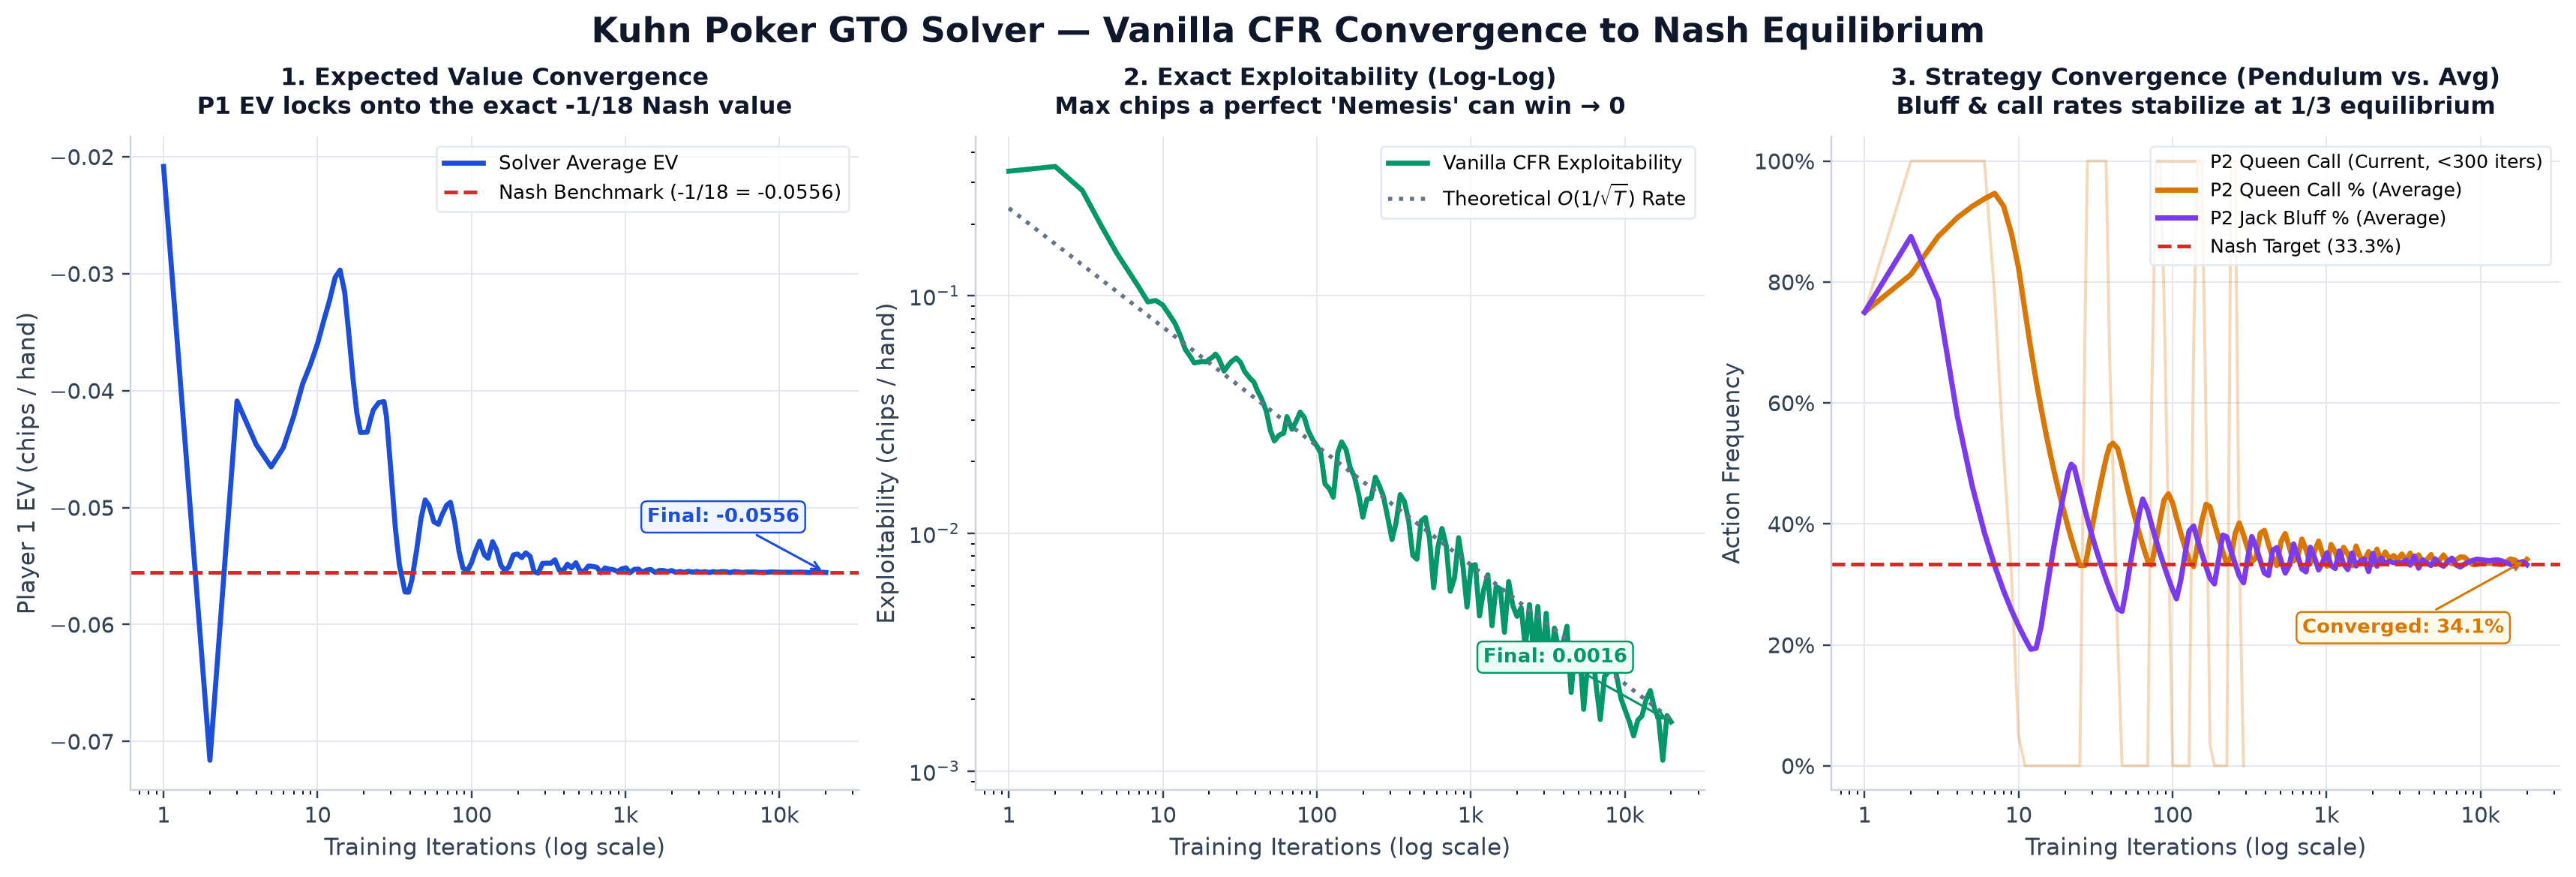 Kuhn Poker GTO Solver — Vanilla CFR Convergence to Nash Equilibrium
1. Expected Value Convergence
P1 EV locks onto the exact -1/18 Nash value
Solver Average EV
Nash Benchmark (-1/18 = -0.0556)
Final: -0.0556
−0.02
−0.03
−0.04
−0.05
−0.06
−0.07
Player 1 EV (chips / hand)
1
10
100
1k
10k
Training Iterations (log scale)
2. Exact Exploitability (Log-Log)
Max chips a perfect 'Nemesis' can win → 0
Vanilla CFR Exploitability
Theoretical O(1/√T) Rate
Final: 0.0016
10⁻¹
10⁻²
10⁻³
Exploitability (chips / hand)
1
10
100
1k
10k
Training Iterations (log scale)
3. Strategy Convergence (Pendulum vs. Avg)
Bluff & call rates stabilize at 1/3 equilibrium
P2 Queen Call (Current, <300 iters)
P2 Queen Call % (Average)
P2 Jack Bluff % (Average)
Nash Target (33.3%)
Converged: 34.1%
100%
80%
60%
40%
20%
0%
Action Frequency
1
10
100
1k
10k
Training Iterations (log scale)